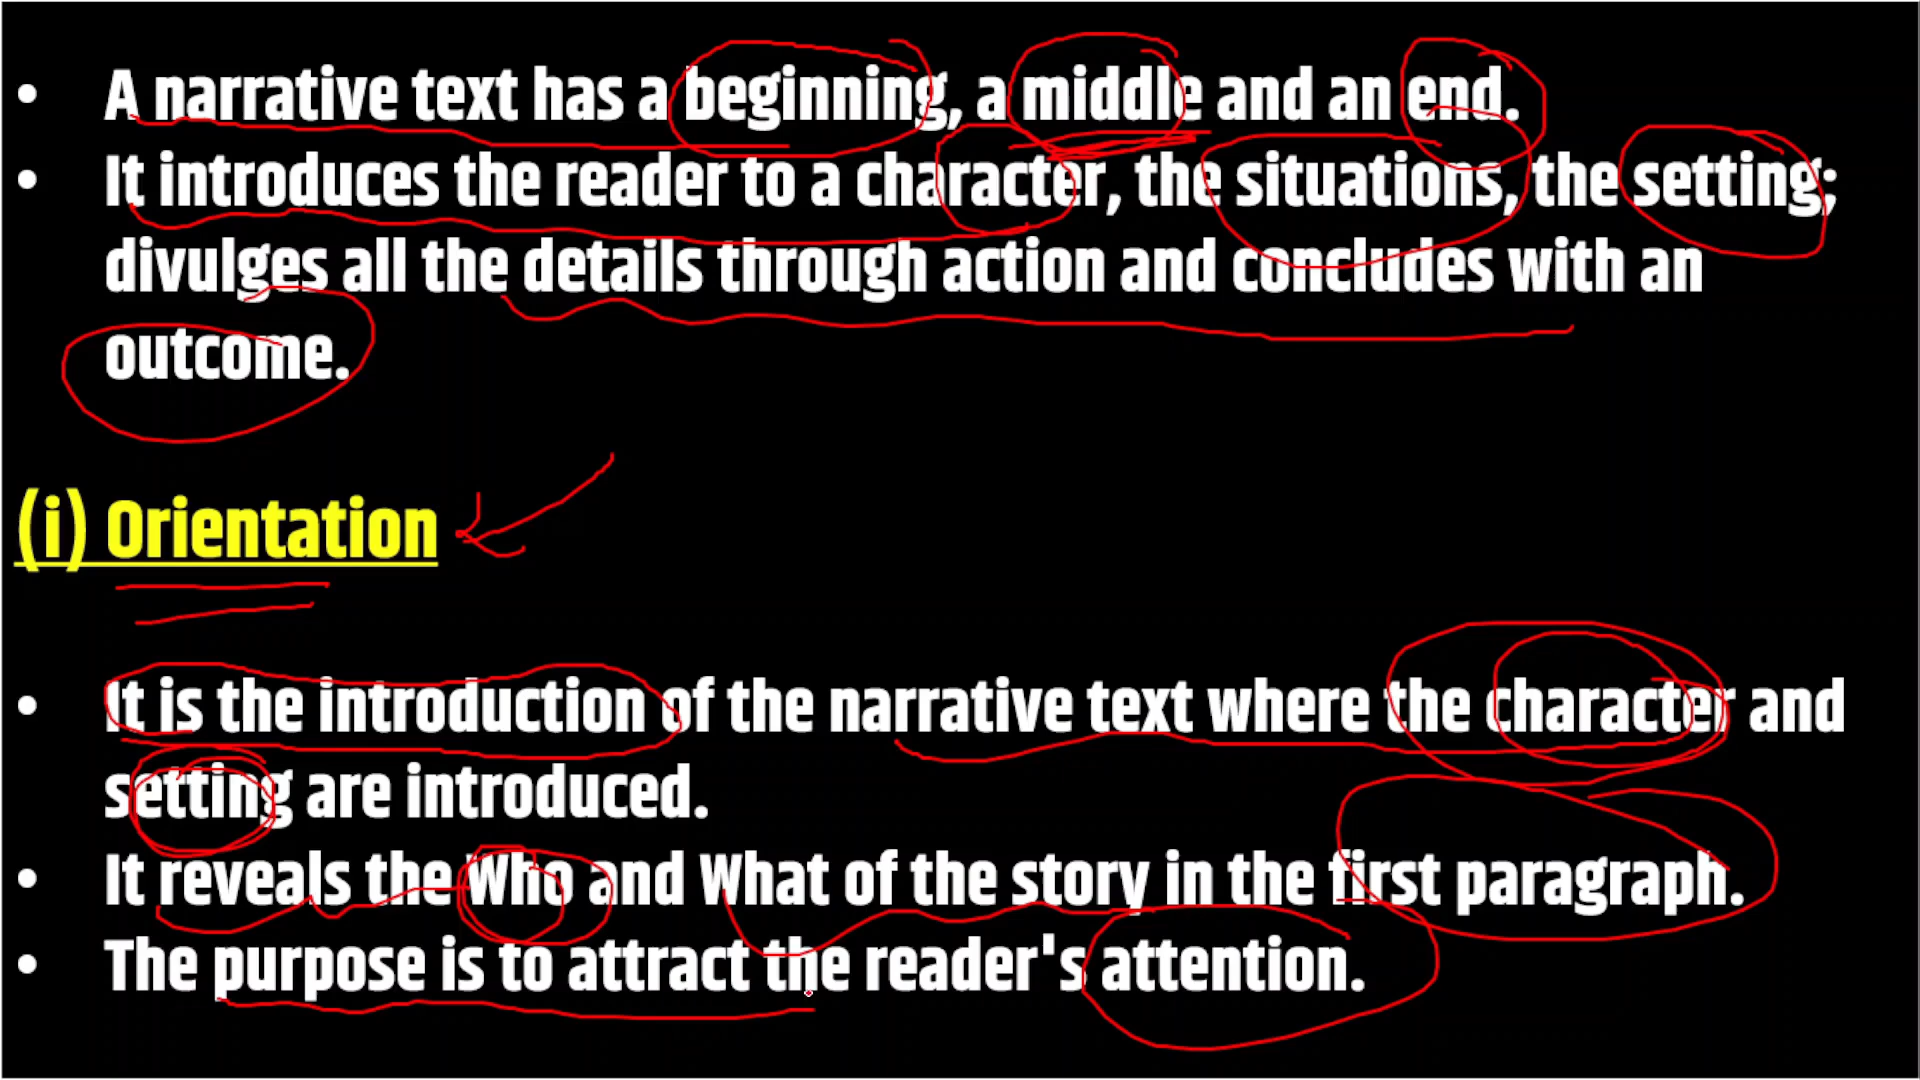 • A narrative text has a beginning, a middle and an end.
• It introduces the reader to a character, the situations, the setting;
divulges all the details through action and concludes with an
outcome.
(i) Orientation
• It is the introduction of the narrative text where the character and
setting are introduced.
• It reveals the Who and What of the story in the first paragraph.
• The purpose is to attract the reader's attention.